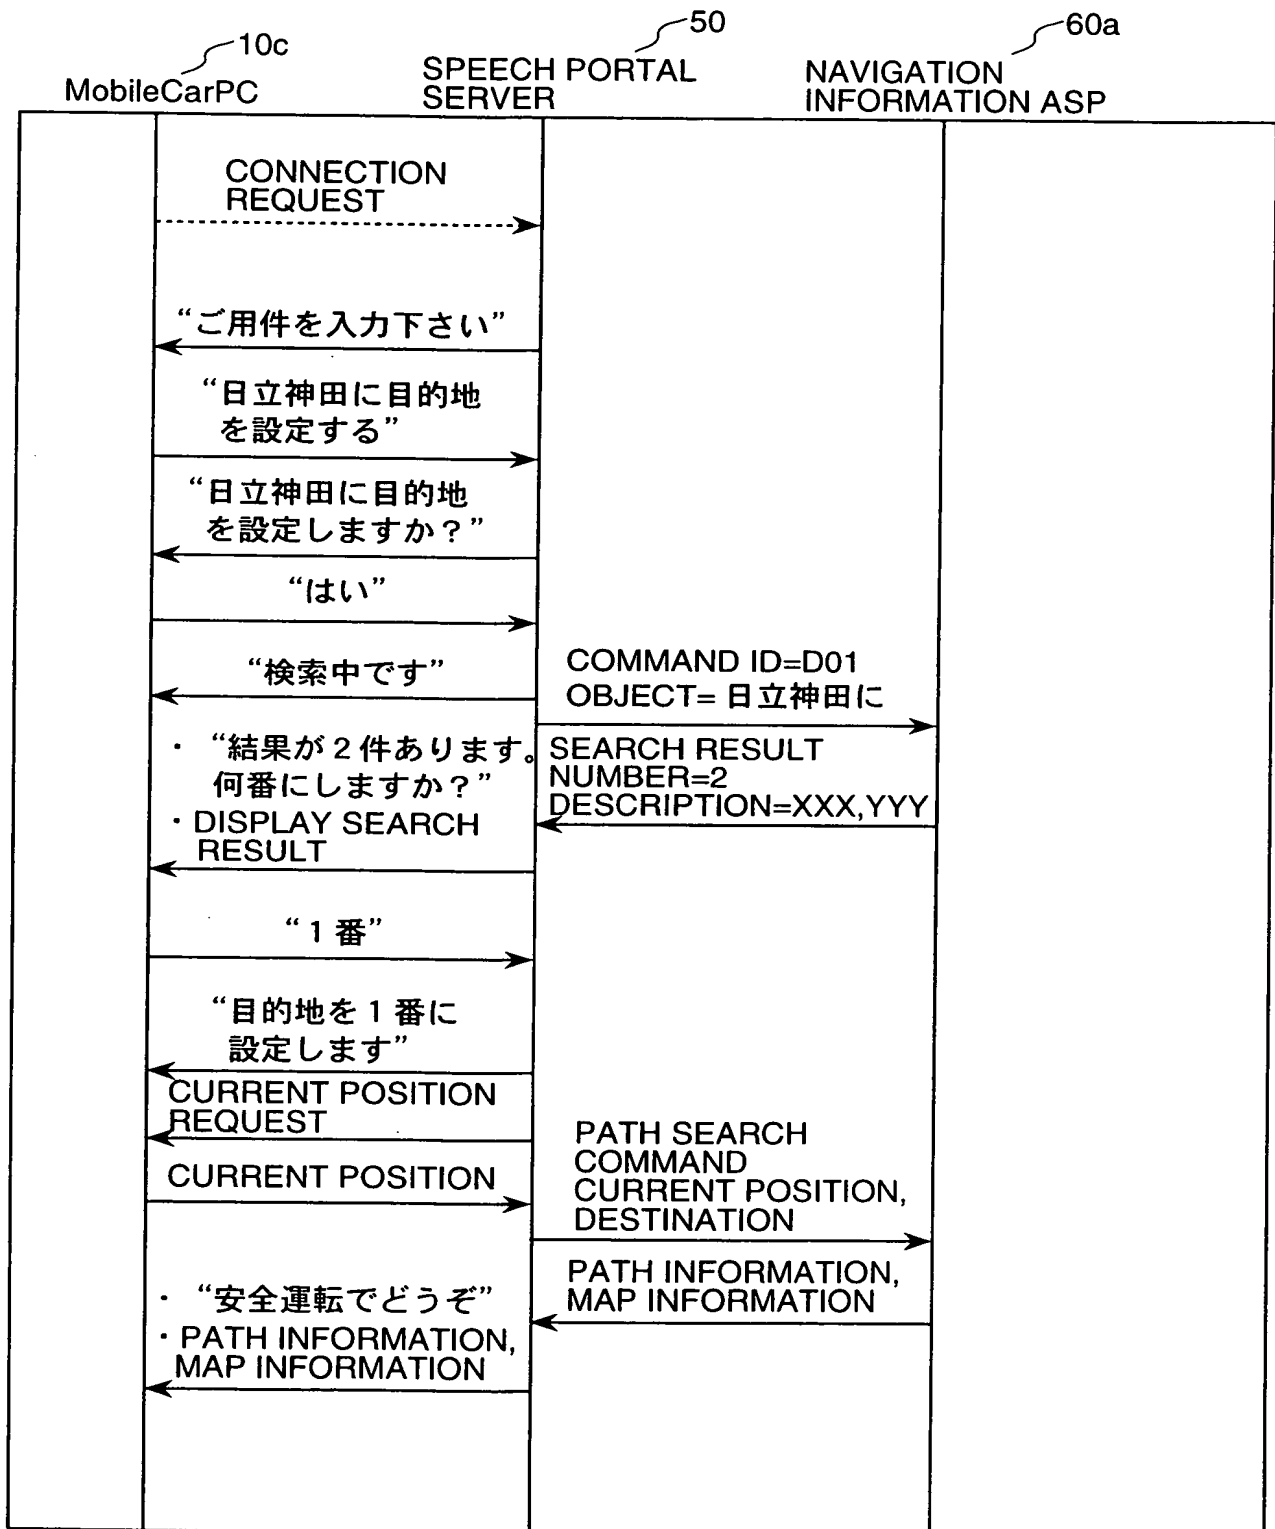 10c
50
60a
MobileCarPC
SPEECH PORTAL
SERVER
NAVIGATION
INFORMATION ASP
CONNECTION
REQUEST
“ご用件を入力下さい”
“日立神田に目的地
を設定する”
“日立神田に目的地
を設定しますか？”
“はい”
“検索中です”
COMMAND ID=D01
OBJECT= 日立神田に
・ “結果が２件あります。
何番にしますか？”
・DISPLAY SEARCH
RESULT
SEARCH RESULT
NUMBER=2
DESCRIPTION=XXX,YYY
“１番”
“目的地を１番に
設定します”
CURRENT POSITION
REQUEST
CURRENT POSITION
PATH SEARCH
COMMAND
CURRENT POSITION,
DESTINATION
PATH INFORMATION,
MAP INFORMATION
・ “安全運転でどうぞ”
・PATH INFORMATION,
MAP INFORMATION